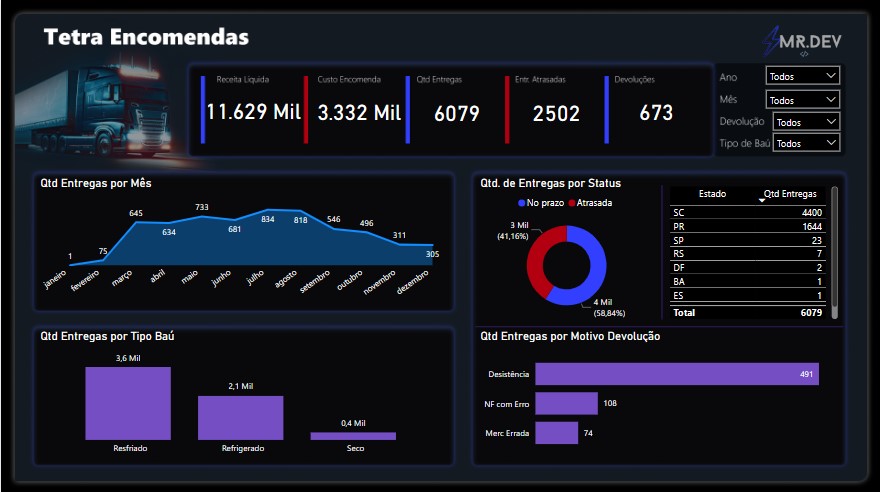 Tetra Encomendas
MR.DEV
</>
Receita Líquida
11.629 Mil
Custo Encomenda
3.332 Mil
Qtd Entregas
6079
Entr. Atrasadas
2502
Devoluções
673
Ano Todos
Mês Todos
Devolução Todos
Tipo de Baú Todos
Qtd Entregas por Mês
1
75
645
634
733
681
834
818
546
496
311
305
janeiro
fevereiro
março
abril
maio
junho
julho
agosto
setembro
outubro
novembro
dezembro
Qtd. de Entregas por Status
No prazo Atrasada
3 Mil
(41,16%)
4 Mil
(58,84%)
Estado Qtd Entregas
SC 4400
PR 1644
SP 23
RS 7
DF 2
BA 1
ES 1
Total 6079
Qtd Entregas por Tipo Baú
3,6 Mil
2,1 Mil
0,4 Mil
Resfriado
Refrigerado
Seco
Qtd Entregas por Motivo Devolução
Desistência 491
NF com Erro 108
Merc Errada 74